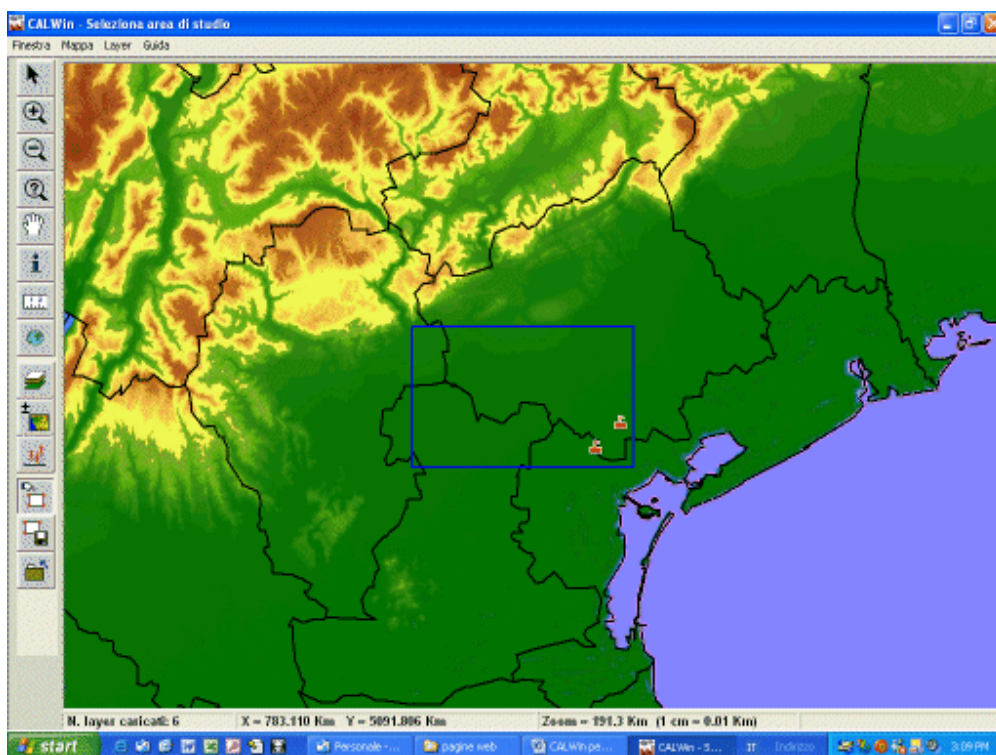 CALWin - Seleziona area di studio
Finestra Mappa Layer Guida
N. layer caricati: 6 X = 783.110 Km Y = 5091.806 Km Zoom = 191.3 Km (1 cm = 0.01 Km)
start Personale -... pagine web CALWin pe... CALWin - S... IT Indirizzo 3:09 PM